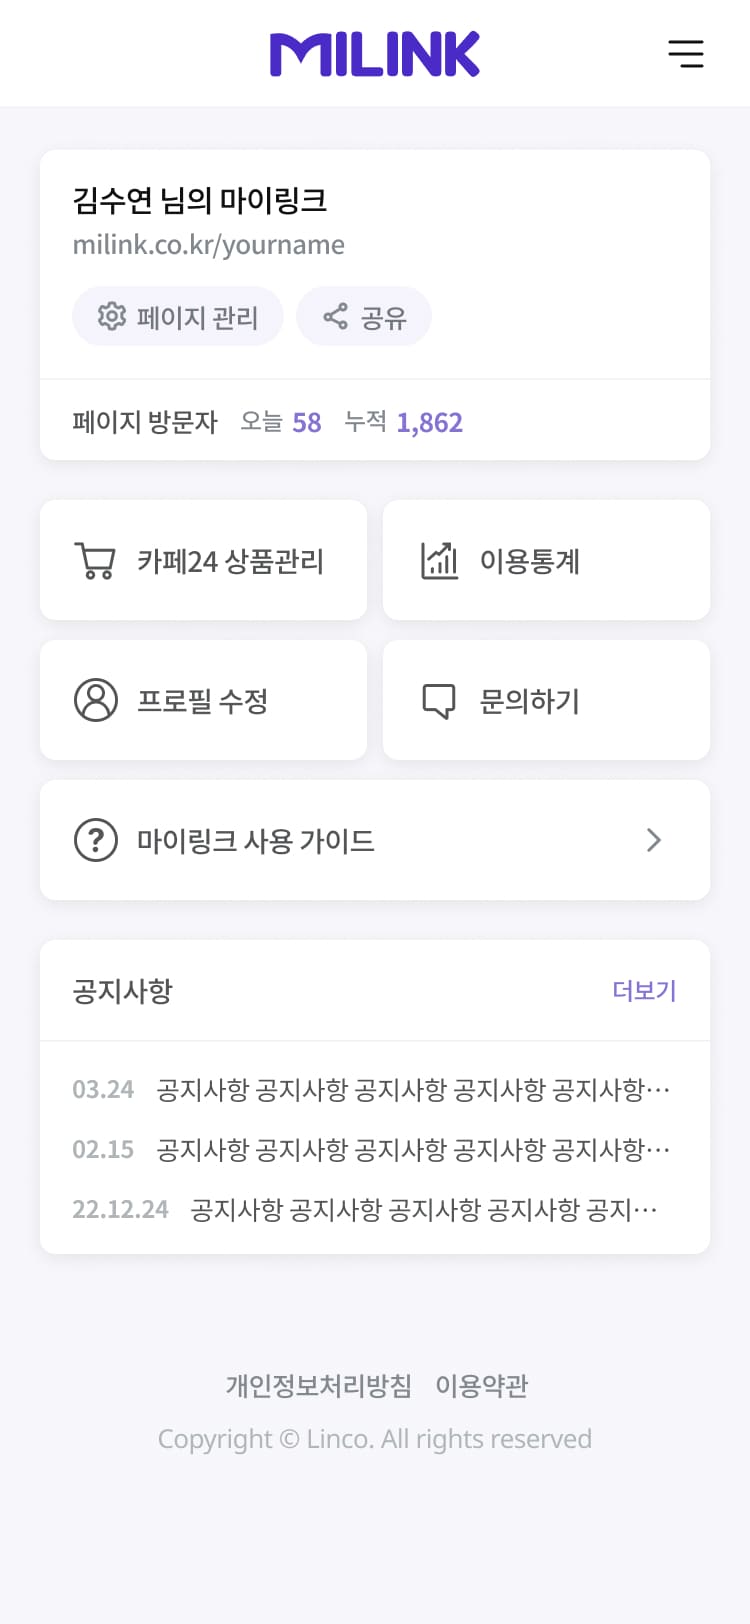 MILINK
김수연 님의 마이링크
milink.co.kr/yourname
페이지 관리
공유
페이지 방문자 오늘 58 누적 1,862
카페24 상품관리
이용통계
프로필 수정
문의하기
마이링크 사용 가이드
공지사항
더보기
03.24 공지사항 공지사항 공지사항 공지사항 공지사항…
02.15 공지사항 공지사항 공지사항 공지사항 공지사항…
22.12.24 공지사항 공지사항 공지사항 공지사항 공지…
개인정보처리방침 이용약관
Copyright © Linco. All rights reserved